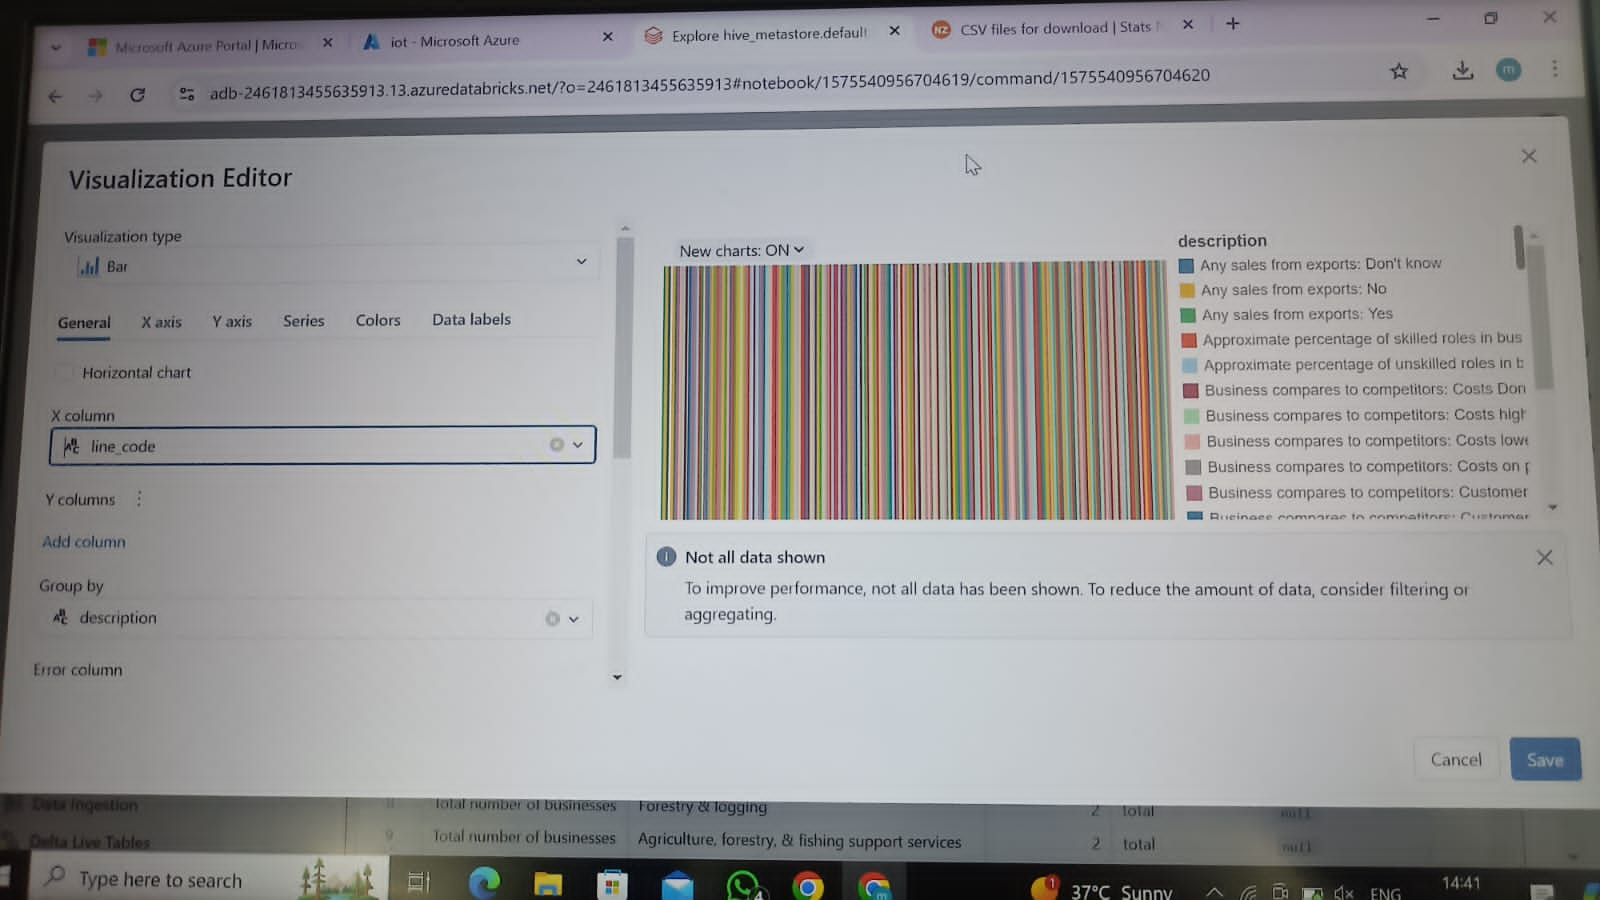 Microsoft Azure Portal | Micros
iot - Microsoft Azure
Explore hive_metastore.default
NZ CSV files for download | Stats
adb-2461813455635913.13.azuredatabricks.net/?o=2461813455635913#notebook/1575540956704619/command/1575540956704620
m
Visualization Editor
Visualization type
Bar
General X axis Y axis Series Colors Data labels
Horizontal chart
X column
line_code
Y columns
Add column
Group by
description
Error column
New charts: ON
description
Any sales from exports: Don't know
Any sales from exports: No
Any sales from exports: Yes
Approximate percentage of skilled roles in bus
Approximate percentage of unskilled roles in b
Business compares to competitors: Costs Don
Business compares to competitors: Costs high
Business compares to competitors: Costs lowe
Business compares to competitors: Costs on p
Business compares to competitors: Customer
Business compares to competitors: Customer
Not all data shown
To improve performance, not all data has been shown. To reduce the amount of data, consider filtering or
aggregating.
Cancel Save
Data Ingestion
8 Total number of businesses Forestry & logging 2 total null
Delta Live Tables
9 Total number of businesses Agriculture, forestry, & fishing support services 2 total null
Type here to search
4
m
1
37°C Sunny
ENG
14:41